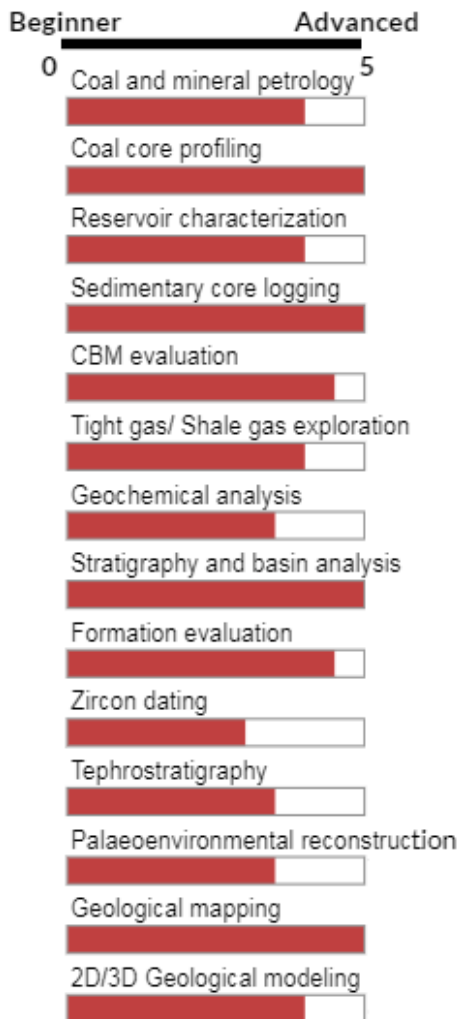 Beginner Advanced
0 5
Coal and mineral petrology
Coal core profiling
Reservoir characterization
Sedimentary core logging
CBM evaluation
Tight gas/ Shale gas exploration
Geochemical analysis
Stratigraphy and basin analysis
Formation evaluation
Zircon dating
Tephrostratigraphy
Palaeoenvironmental reconstruction
Geological mapping
2D/3D Geological modeling